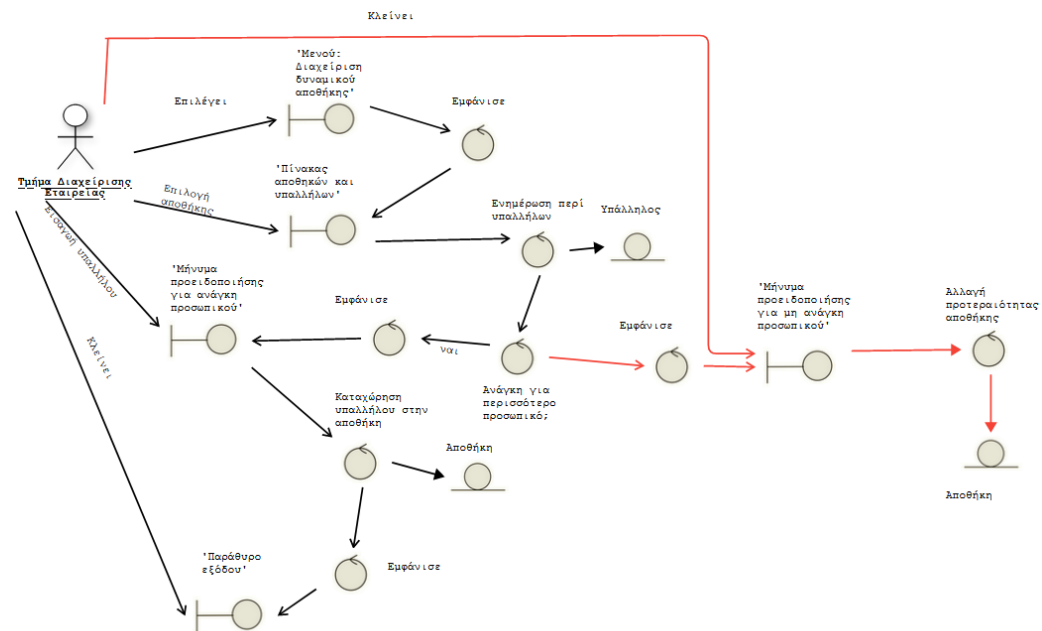 Κλείνει
'Μενού:
Διαχείριση
δυναμικού
αποθήκης'
Επιλέγει
Εμφάνισε
Τμήμα Διαχείρισης
Εταιρείας
'Πίνακας
αποθηκών και
υπαλλήλων'
Επιλογή
αποθήκης
Ενημέρωση περί
υπαλλήλων
Υπάλληλος
Εισαγωγή υπαλλήλου
'Μήνυμα
προειδοποιήσης
για ανάγκη
προσωπικού'
Εμφάνισε
ναι
Ανάγκη για
περισσότερο
προσωπικό;
Εμφάνισε
'Μήνυμα
προειδοποιήσης
για μη ανάγκη
προσωπικού'
Αλλαγή
προτεραιότητας
αποθήκης
Αποθήκη
Κλείνει
Καταχώρηση
υπαλλήλου στην
αποθήκη
Αποθήκη
'Παράθυρο
εξόδου'
Εμφάνισε